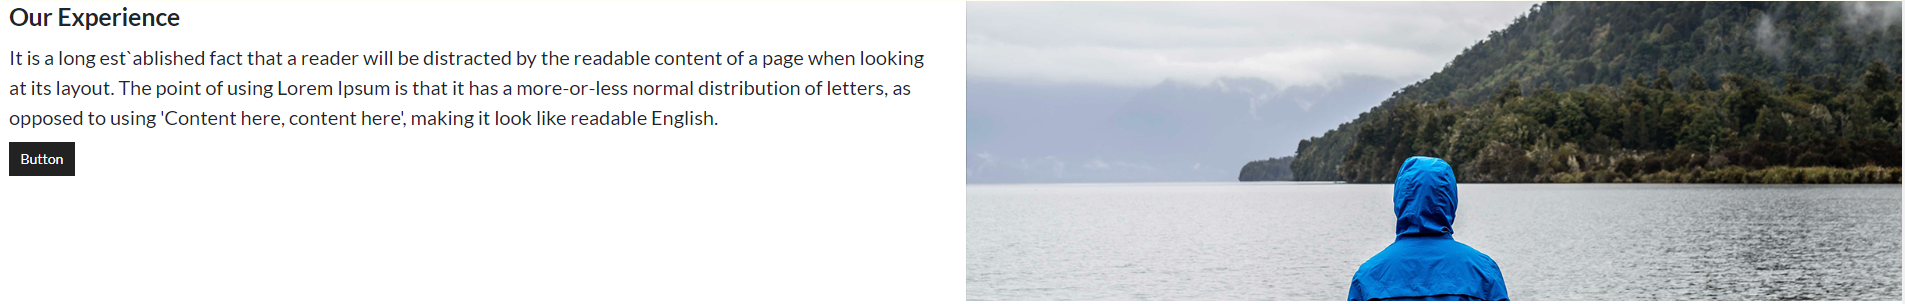 Our Experience
It is a long est`ablished fact that a reader will be distracted by the readable content of a page when looking
at its layout. The point of using Lorem Ipsum is that it has a more-or-less normal distribution of letters, as
opposed to using 'Content here, content here', making it look like readable English.
Button